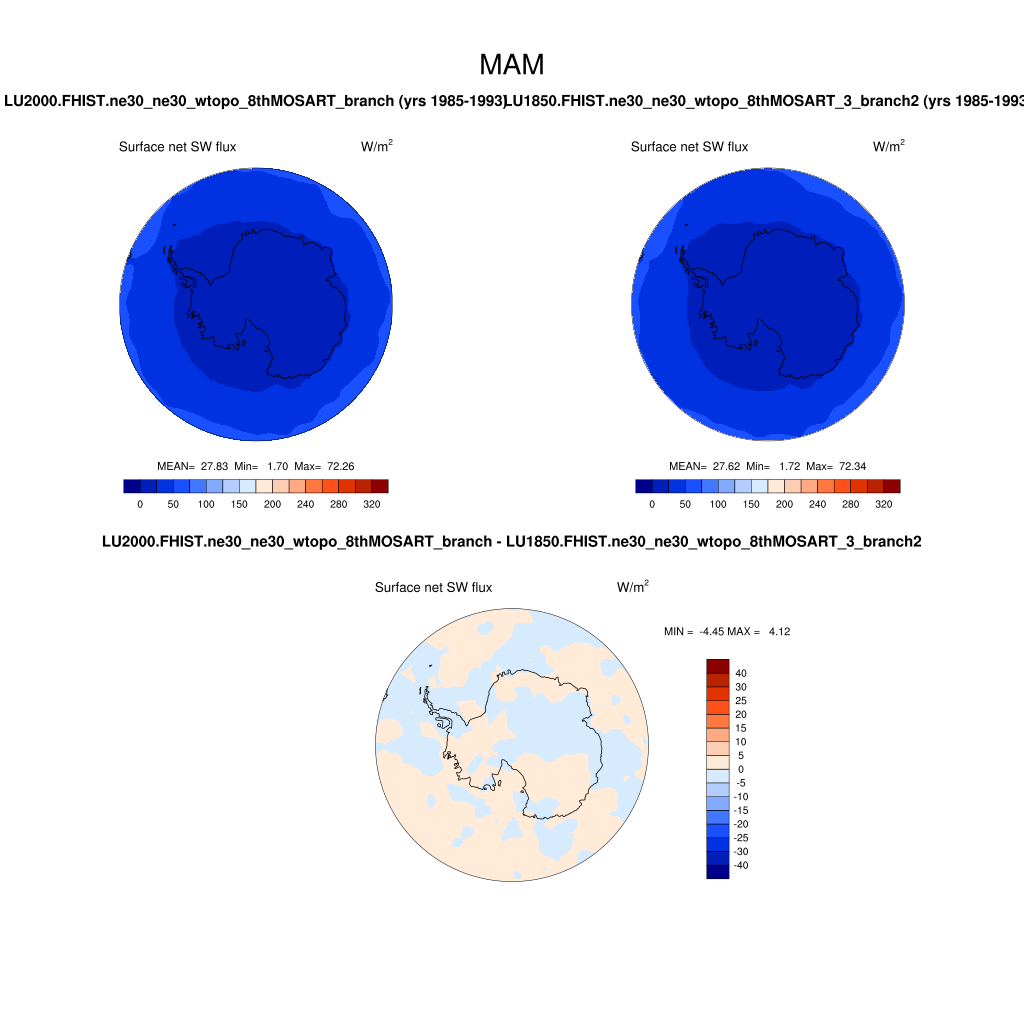 MAM
LU2000.FHIST.ne30_ne30_wtopo_8thMOSART_branch (yrs 1985-1993)
LU1850.FHIST.ne30_ne30_wtopo_8thMOSART_3_branch2 (yrs 1985-1993
Surface net SW flux W/m2
Surface net SW flux W/m2
MEAN= 27.83 Min= 1.70 Max= 72.26
MEAN= 27.62 Min= 1.72 Max= 72.34
0 50 100 150 200 240 280 320
0 50 100 150 200 240 280 320
LU2000.FHIST.ne30_ne30_wtopo_8thMOSART_branch - LU1850.FHIST.ne30_ne30_wtopo_8thMOSART_3_branch2
Surface net SW flux W/m2
MIN = -4.45 MAX = 4.12
40
30
25
20
15
10
5
0
-5
-10
-15
-20
-25
-30
-40